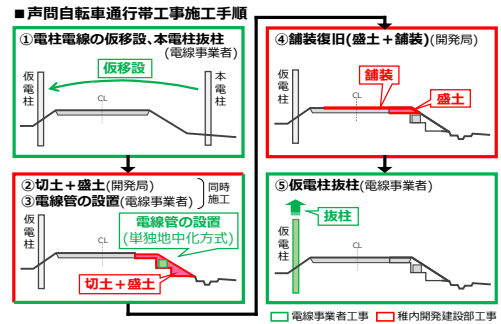 ■声問自転車通行帯工事施工手順
①電柱電線の仮移設、本電柱抜柱
(電線事業者)
仮移設
仮電柱
本電柱
CL
②切土＋盛土(開発局)
③電線管の設置(電線事業者)
同時
施工
仮電柱
電線管の設置
(単独地中化方式)
CL
切土＋盛土
④舗装復旧(盛土＋舗装)(開発局)
仮電柱
舗装
盛土
CL
⑤仮電柱抜柱(電線事業者)
抜柱
仮電柱
CL
電線事業者工事
稚内開発建設部工事